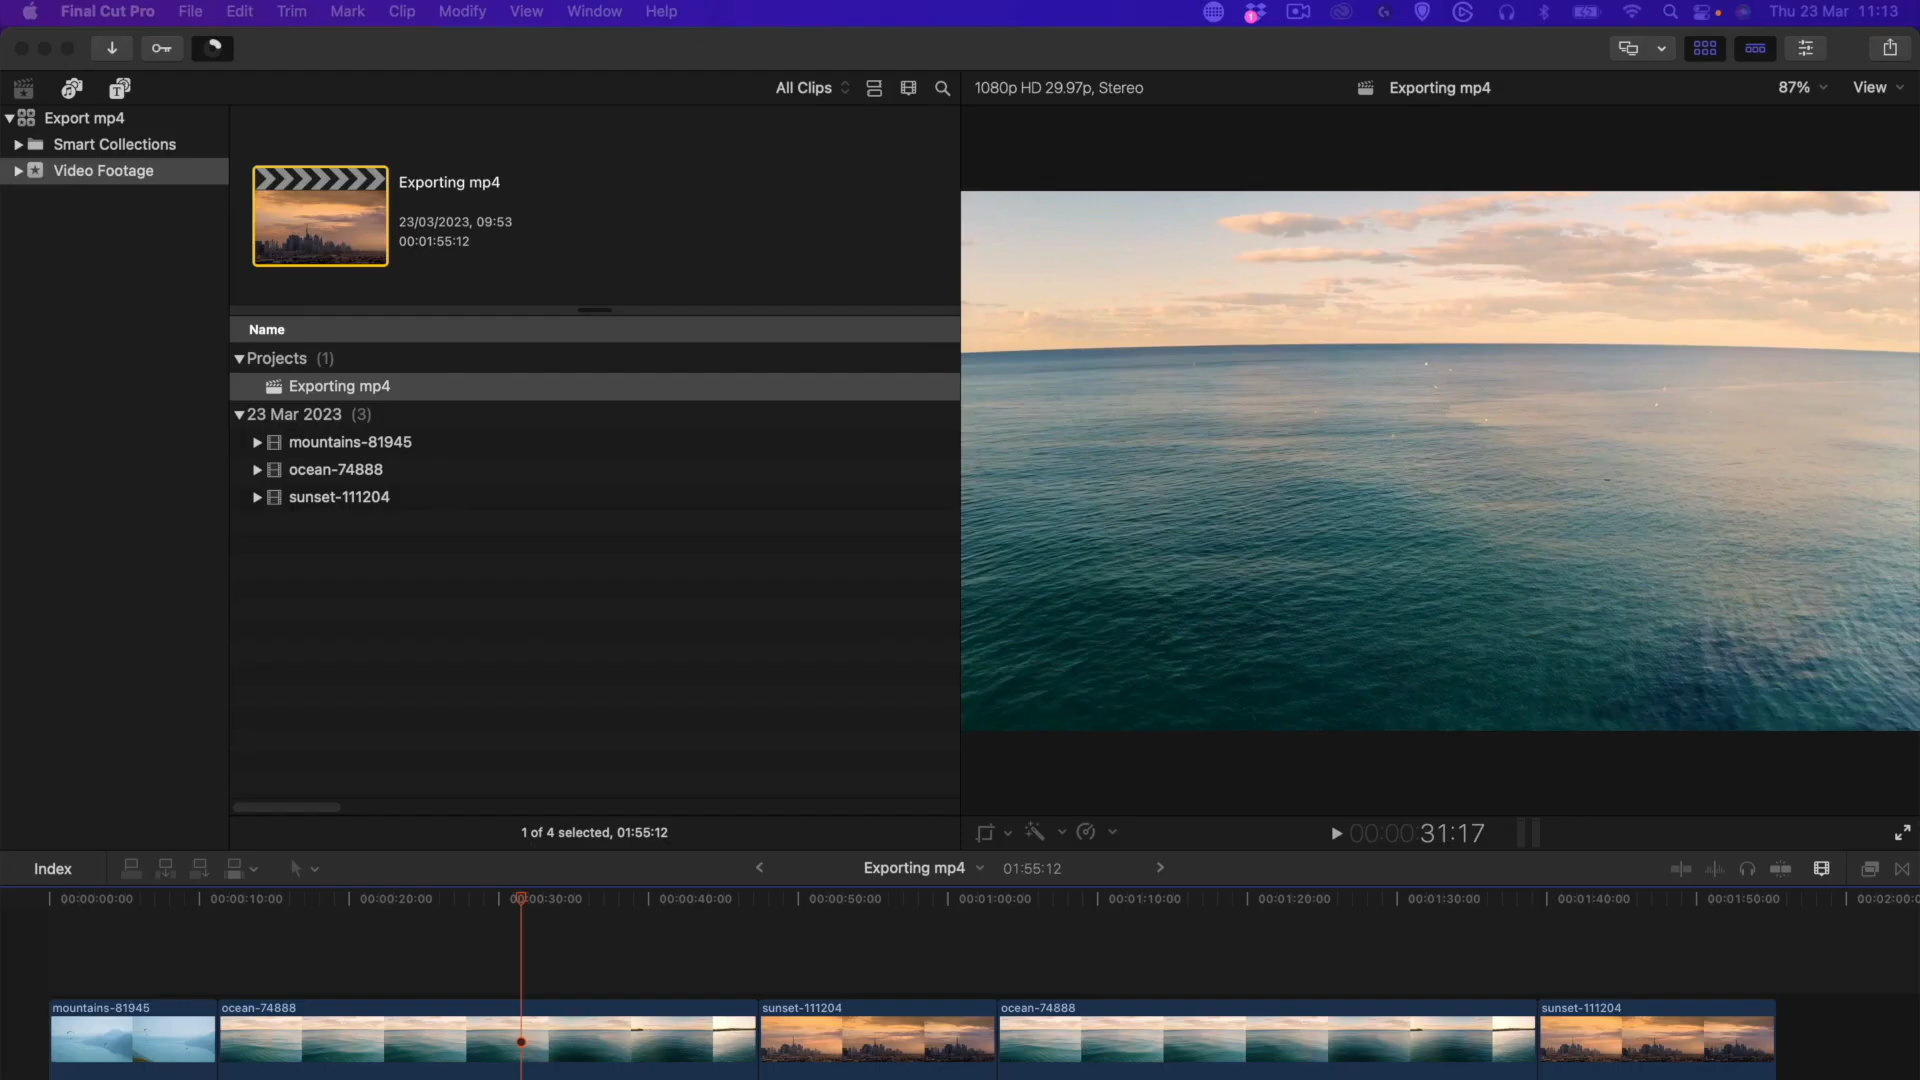 Final Cut Pro File Edit Trim Mark Clip Modify View Window Help 1 Thu 23 Mar 11:13
All Clips 1080p HD 29.97p, Stereo Exporting mp4 87% View
Export mp4
Smart Collections
Video Footage
Exporting mp4
23/03/2023, 09:53
00:01:55:12
Name
Projects (1)
Exporting mp4
23 Mar 2023 (3)
mountains-81945
ocean-74888
sunset-111204
1 of 4 selected, 01:55:12
00:00:31:17
Index Exporting mp4 01:55:12
00:00:00:00 00:00:10:00 00:00:20:00 00:00:30:00 00:00:40:00 00:00:50:00 00:01:00:00 00:01:10:00 00:01:20:00 00:01:30:00 00:01:40:00 00:01:50:00 00:02:00:0
mountains-81945 ocean-74888 sunset-111204 ocean-74888 sunset-111204